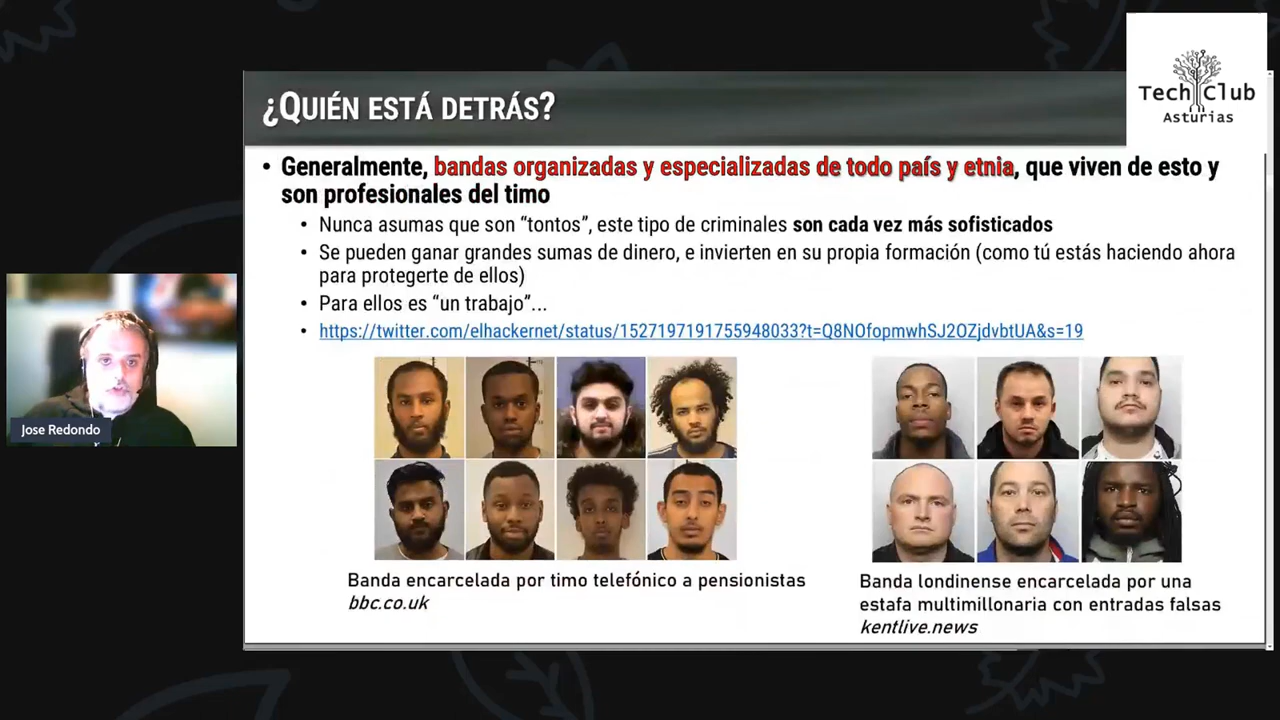 Tech Club
Asturias
¿QUIÉN ESTÁ DETRÁS?
• Generalmente, bandas organizadas y especializadas de todo país y etnia, que viven de esto y
son profesionales del timo
• Nunca asumas que son “tontos”, este tipo de criminales son cada vez más sofisticados
• Se pueden ganar grandes sumas de dinero, e invierten en su propia formación (como tú estás haciendo ahora
para protegerte de ellos)
• Para ellos es “un trabajo”...
• https://twitter.com/elhackernet/status/1527197191755948033?t=Q8NOfopmwhSJ2OZjdvbtUA&s=19
Jose Redondo
Banda encarcelada por timo telefónico a pensionistas
bbc.co.uk
Banda londinense encarcelada por una
estafa multimillonaria con entradas falsas
kentlive.news